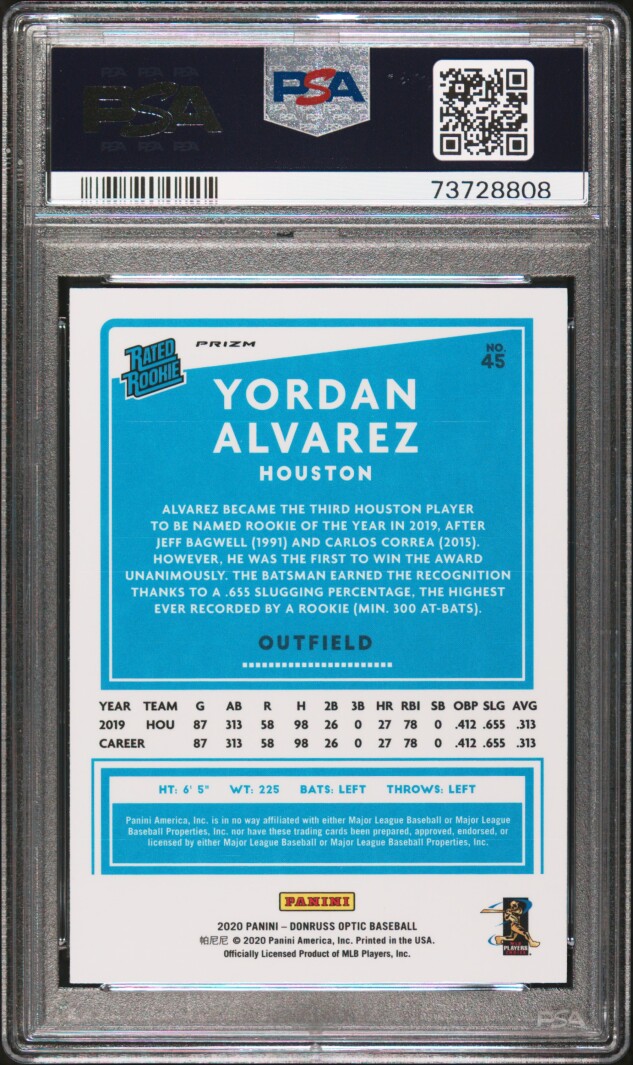 PSA PSA PSA
PSA
PSA PSA PSA
PSA
73728808
RATED
ROOKIE
PRIZM
NO.
45
YORDAN
ALVAREZ
HOUSTON
ALVAREZ BECAME THE THIRD HOUSTON PLAYER
TO BE NAMED ROOKIE OF THE YEAR IN 2019, AFTER
JEFF BAGWELL (1991) AND CARLOS CORREA (2015).
HOWEVER, HE WAS THE FIRST TO WIN THE AWARD
UNANIMOUSLY. THE BATSMAN EARNED THE RECOGNITION
THANKS TO A .655 SLUGGING PERCENTAGE, THE HIGHEST
EVER RECORDED BY A ROOKIE (MIN. 300 AT-BATS).
OUTFIELD
YEAR TEAM G AB R H 2B 3B HR RBI SB OBP SLG AVG
2019 HOU 87 313 58 98 26 0 27 78 0 .412 .655 .313
CAREER 87 313 58 98 26 0 27 78 0 .412 .655 .313
HT: 6' 5" WT: 225 BATS: LEFT THROWS: LEFT
Panini America, Inc. is in no way affiliated with either Major League Baseball or Major League
Baseball Properties, Inc. nor have these trading cards been prepared, approved, endorsed, or
licensed by either Major League Baseball or Major League Baseball Properties, Inc.
PANINI
2020 PANINI – DONRUSS OPTIC BASEBALL
帕尼尼 © 2020 Panini America, Inc. Printed in the USA.
Officially Licensed Product of MLB Players, Inc.
MLB
PLAYERS
PSA